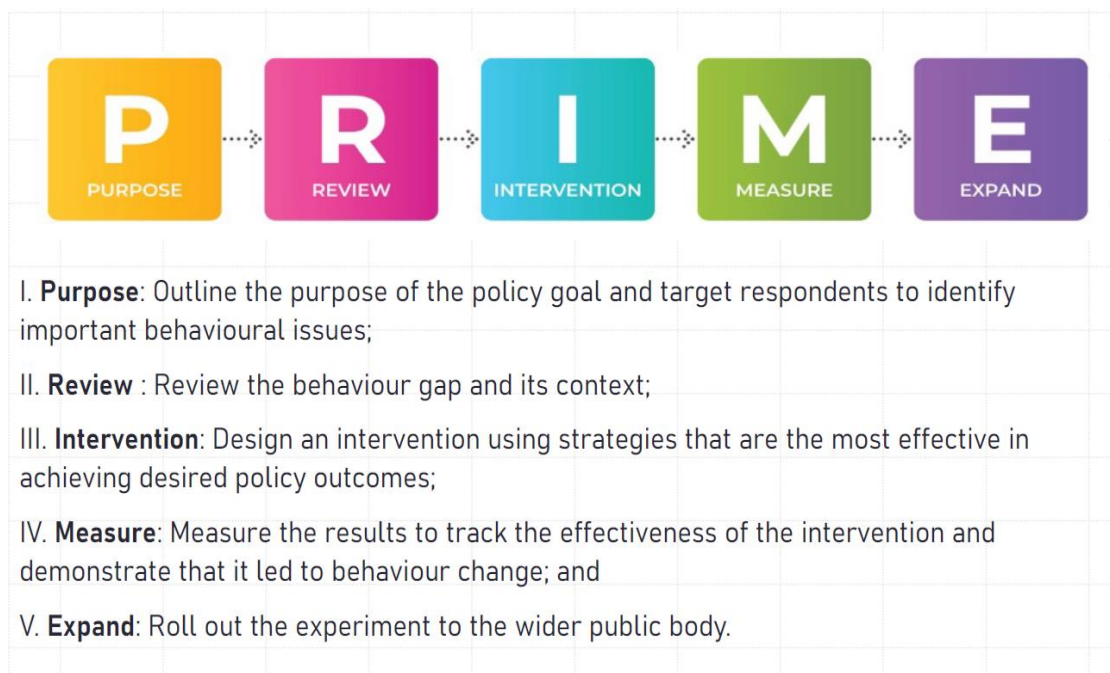 P R I M E
PURPOSE REVIEW INTERVENTION MEASURE EXPAND
I. Purpose: Outline the purpose of the policy goal and target respondents to identify
important behavioural issues;
II. Review : Review the behaviour gap and its context;
III. Intervention: Design an intervention using strategies that are the most effective in
achieving desired policy outcomes;
IV. Measure: Measure the results to track the effectiveness of the intervention and
demonstrate that it led to behaviour change; and
V. Expand: Roll out the experiment to the wider public body.